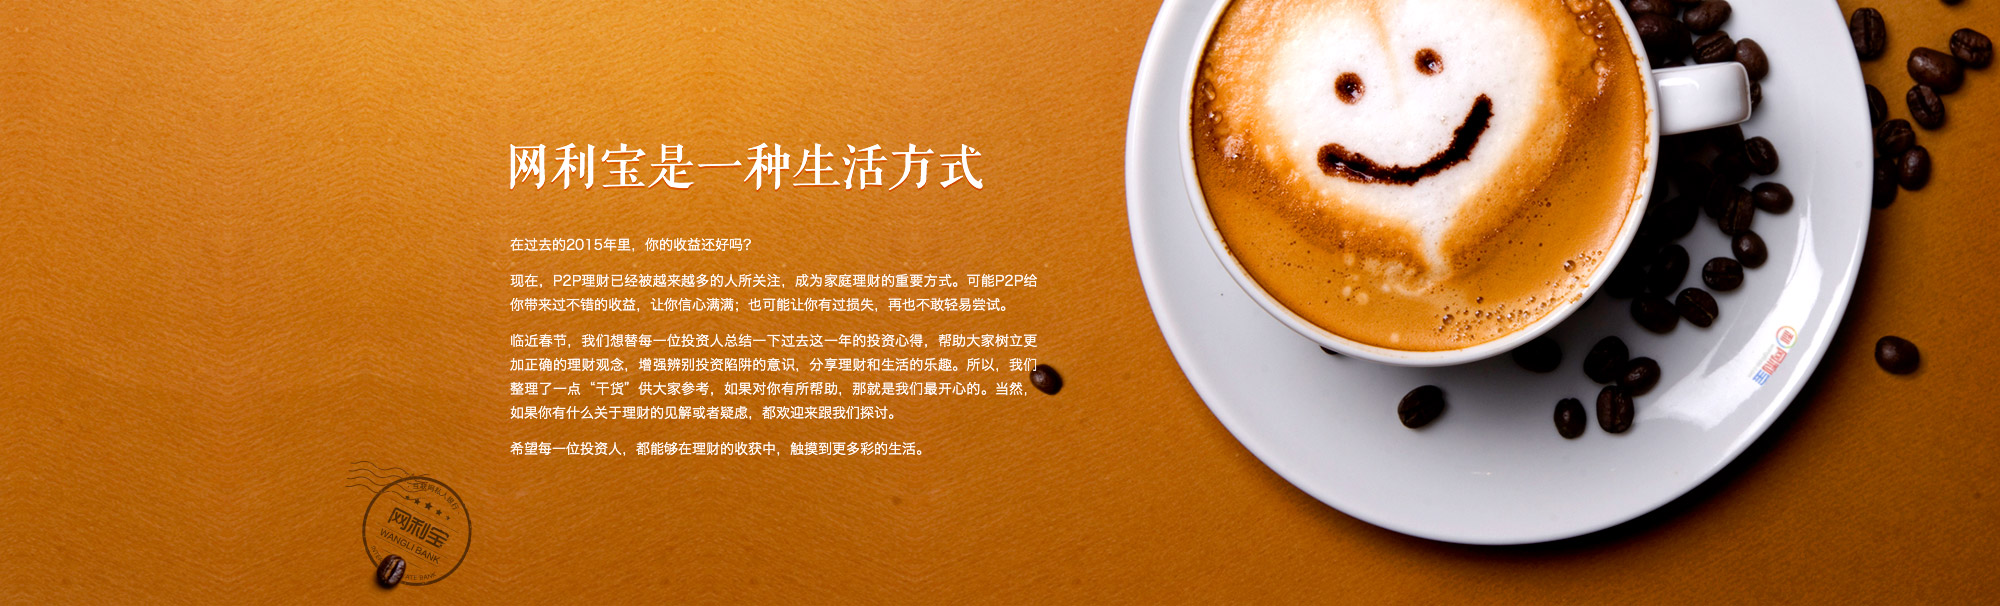 网利宝是一种生活方式
在过去的2015年里，你的收益还好吗？
现在，P2P理财已经被越来越多的人所关注，成为家庭理财的重要方式。可能P2P给
你带来过不错的收益，让你信心满满；也可能让你有过损失，再也不敢轻易尝试。
临近春节，我们想替每一位投资人总结一下过去这一年的投资心得，帮助大家树立更
加正确的理财观念，增强辨别投资陷阱的意识，分享理财和生活的乐趣。所以，我们
整理了一点“干货”供大家参考，如果对你有所帮助，那就是我们最开心的。当然，
如果你有什么关于理财的见解或者疑虑，都欢迎来跟我们探讨。
希望每一位投资人，都能够在理财的收获中，触摸到更多彩的生活。
互联网私人银行
网利宝
WANGLI BANK
网利宝